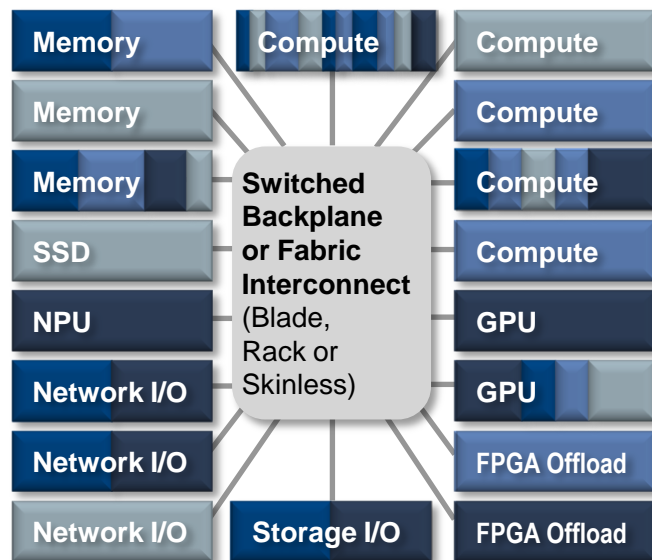 Memory
Compute
Compute
Memory
Compute
Memory
Compute
SSD
Compute
NPU
GPU
Network I/O
GPU
Network I/O
FPGA Offload
Network I/O
Storage I/O
FPGA Offload
Switched
Backplane
or Fabric
Interconnect
(Blade,
Rack or
Skinless)